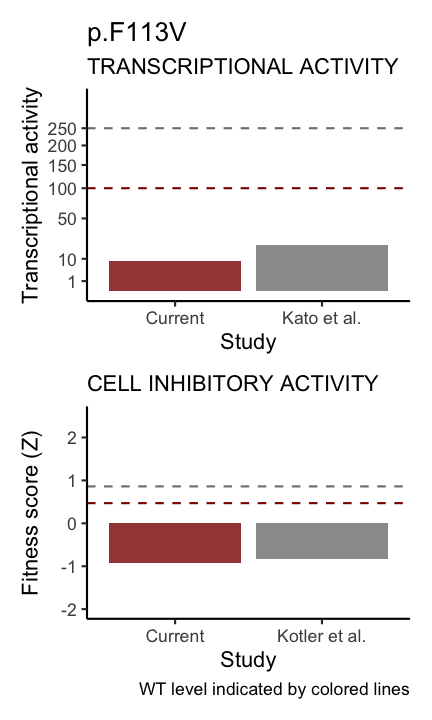 p.F113V
TRANSCRIPTIONAL ACTIVITY
Transcriptional activity
250
200
150
100
50
10
1
Current
Kato et al.
Study
CELL INHIBITORY ACTIVITY
Fitness score (Z)
2
1
0
-1
-2
Current
Kotler et al.
Study
WT level indicated by colored lines